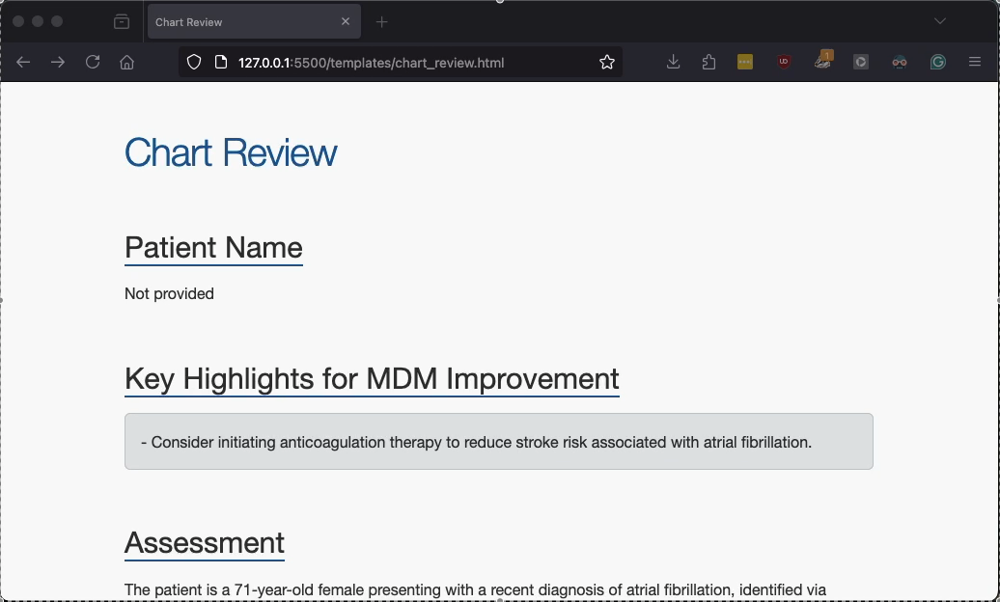 Chart Review
127.0.0.1:5500/templates/chart_review.html
1
UD
Chart Review
Patient Name
Not provided
Key Highlights for MDM Improvement
- Consider initiating anticoagulation therapy to reduce stroke risk associated with atrial fibrillation.
Assessment
The patient is a 71-year-old female presenting with a recent diagnosis of atrial fibrillation, identified via